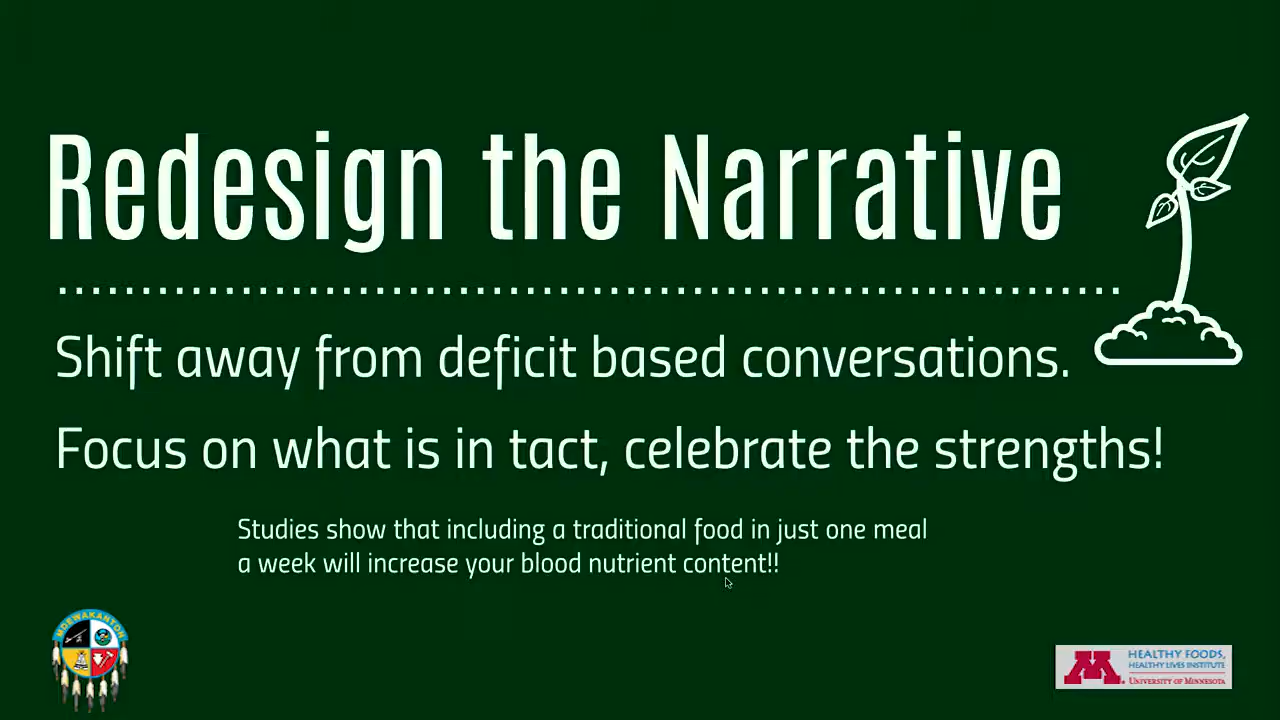 Redesign the Narrative
Shift away from deficit based conversations.
Focus on what is in tact, celebrate the strengths!
Studies show that including a traditional food in just one meal
a week will increase your blood nutrient content!!
MDEWAKANTON
M.
HEALTHY FOODS,
HEALTHY LIVES INSTITUTE
UNIVERSITY OF MINNESOTA